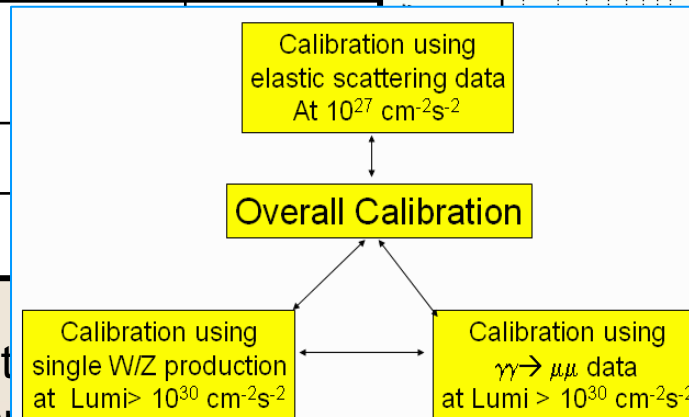 Calibration using
elastic scattering data
At 10²⁷ cm⁻²s⁻²
Overall Calibration
Calibration using
single W/Z production
at Lumi> 10³⁰ cm⁻²s⁻²
Calibration using
γγ→ μμ data
at Lumi > 10³⁰ cm⁻²s⁻²